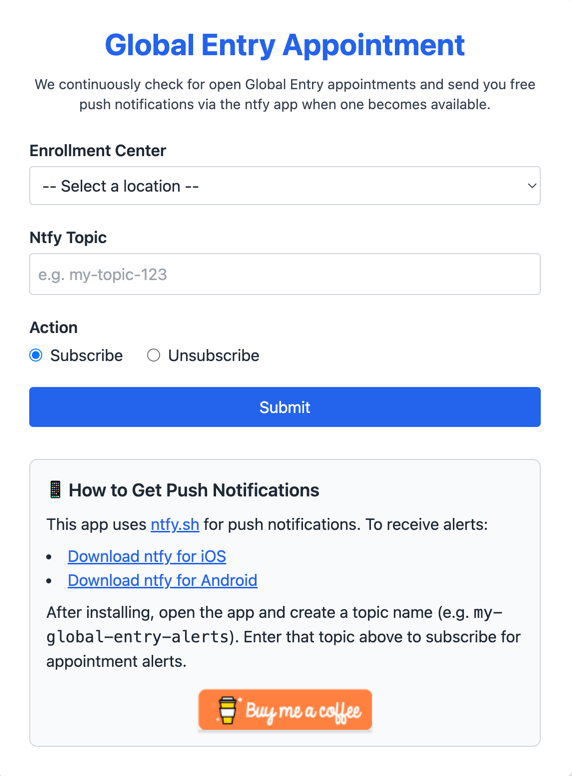 Global Entry Appointment
We continuously check for open Global Entry appointments and send you free
push notifications via the ntfy app when one becomes available.
Enrollment Center
-- Select a location --
Ntfy Topic
e.g. my-topic-123
Action
Subscribe
Unsubscribe
Submit
How to Get Push Notifications
This app uses ntfy.sh for push notifications. To receive alerts:
• Download ntfy for iOS
• Download ntfy for Android
After installing, open the app and create a topic name (e.g. my-
global-entry-alerts). Enter that topic above to subscribe for
appointment alerts.
Buy me a coffee